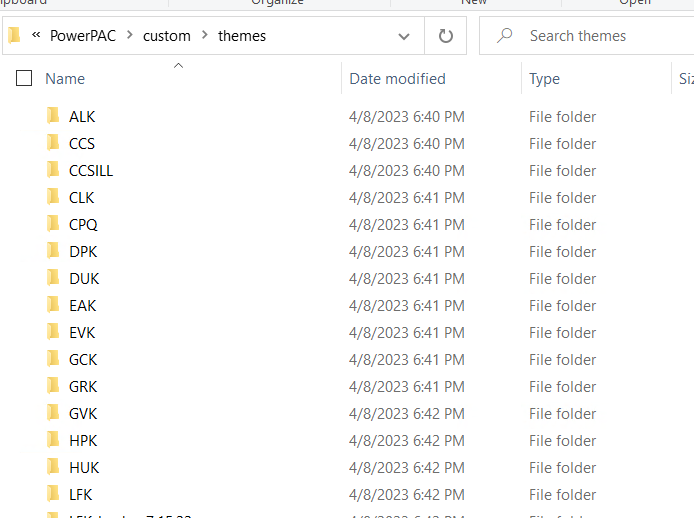 Organize
New
Open
« PowerPAC > custom > themes
Search themes
Name Date modified Type
ALK 4/8/2023 6:40 PM File folder
CCS 4/8/2023 6:40 PM File folder
CCSILL 4/8/2023 6:40 PM File folder
CLK 4/8/2023 6:41 PM File folder
CPQ 4/8/2023 6:41 PM File folder
DPK 4/8/2023 6:41 PM File folder
DUK 4/8/2023 6:41 PM File folder
EAK 4/8/2023 6:41 PM File folder
EVK 4/8/2023 6:41 PM File folder
GCK 4/8/2023 6:41 PM File folder
GRK 4/8/2023 6:41 PM File folder
GVK 4/8/2023 6:42 PM File folder
HPK 4/8/2023 6:42 PM File folder
HUK 4/8/2023 6:42 PM File folder
LFK 4/8/2023 6:42 PM File folder